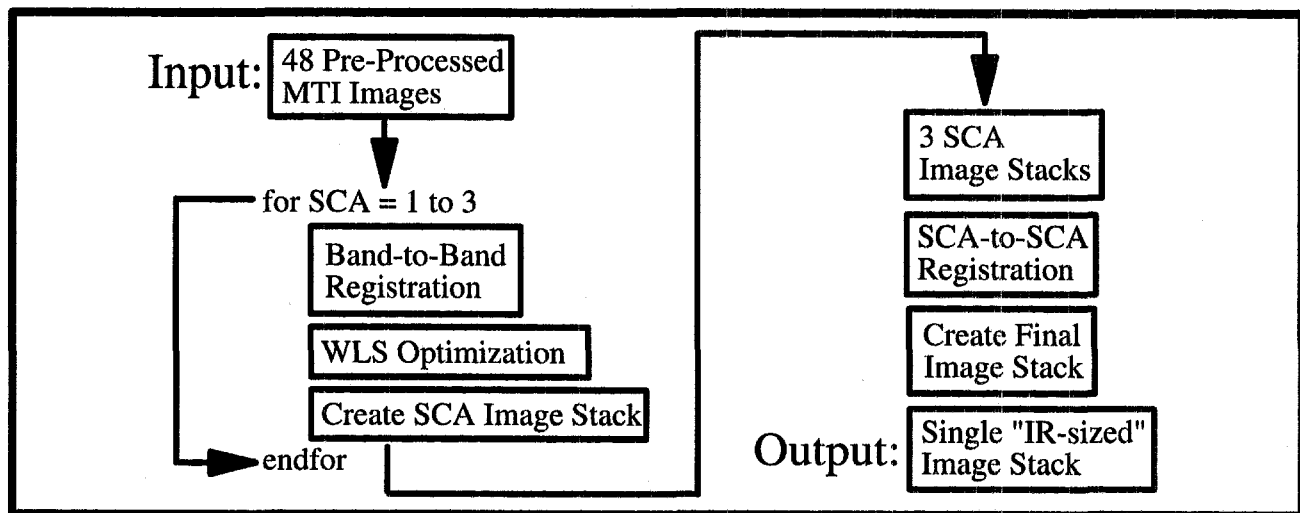 Input:
48 Pre-Processed
MTI Images
for SCA = 1 to 3
Band-to-Band
Registration
WLS Optimization
Create SCA Image Stack
endfor
3 SCA
Image Stacks
SCA-to-SCA
Registration
Create Final
Image Stack
Output:
Single "IR-sized"
Image Stack